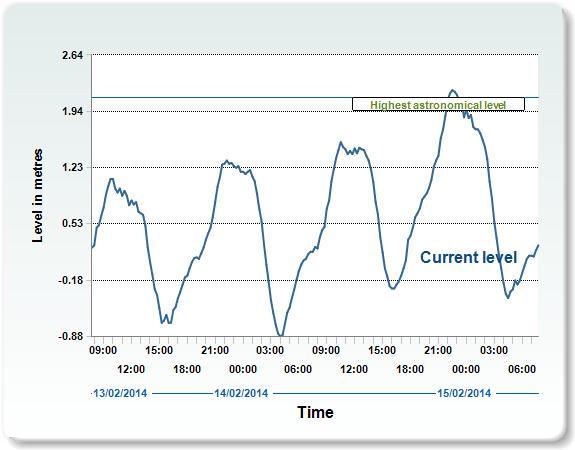 2.64
Highest astronomical level
1.94
1.23
Level in metres
0.53
Current level
-0.18
-0.88
09:00 15:00 21:00 03:00 09:00 15:00 21:00 03:00
12:00 18:00 00:00 06:00 12:00 18:00 00:00 06:00
13/02/2014 14/02/2014 15/02/2014
Time